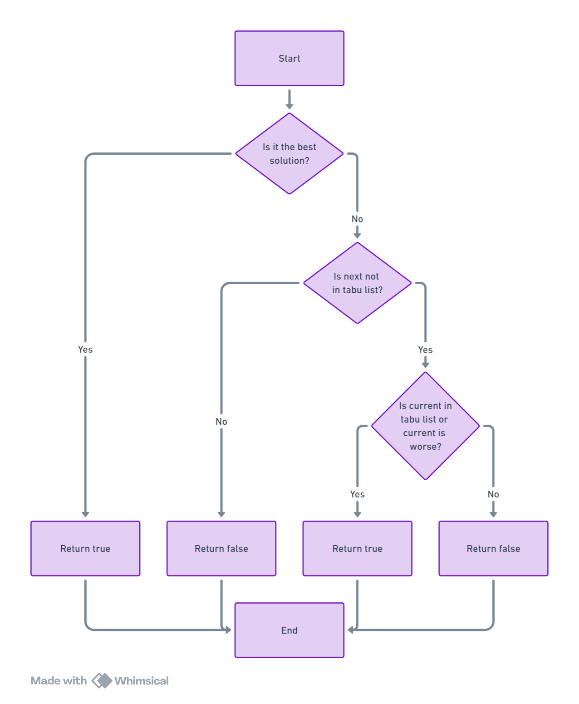 Start
Is it the best
solution?
No
Is next not
in tabu list?
Yes
Yes
Is current in
tabu list or
current is
worse?
No
Yes
No
Return true
Return false
Return true
Return false
End
Made with Whimsical